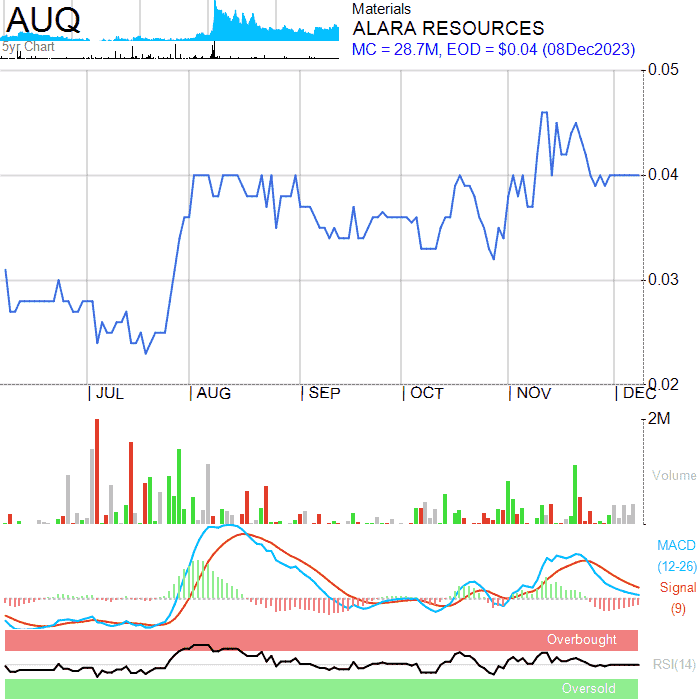 AUQ
5yr Chart
Materials
ALARA RESOURCES
MC = 28.7M, EOD = $0.04 (08Dec2023)
0.05
0.04
0.03
0.02
JUL AUG SEP OCT NOV DEC
2M
Volume
MACD
(12-26)
Signal
(9)
Overbought
RSI(14)
Oversold